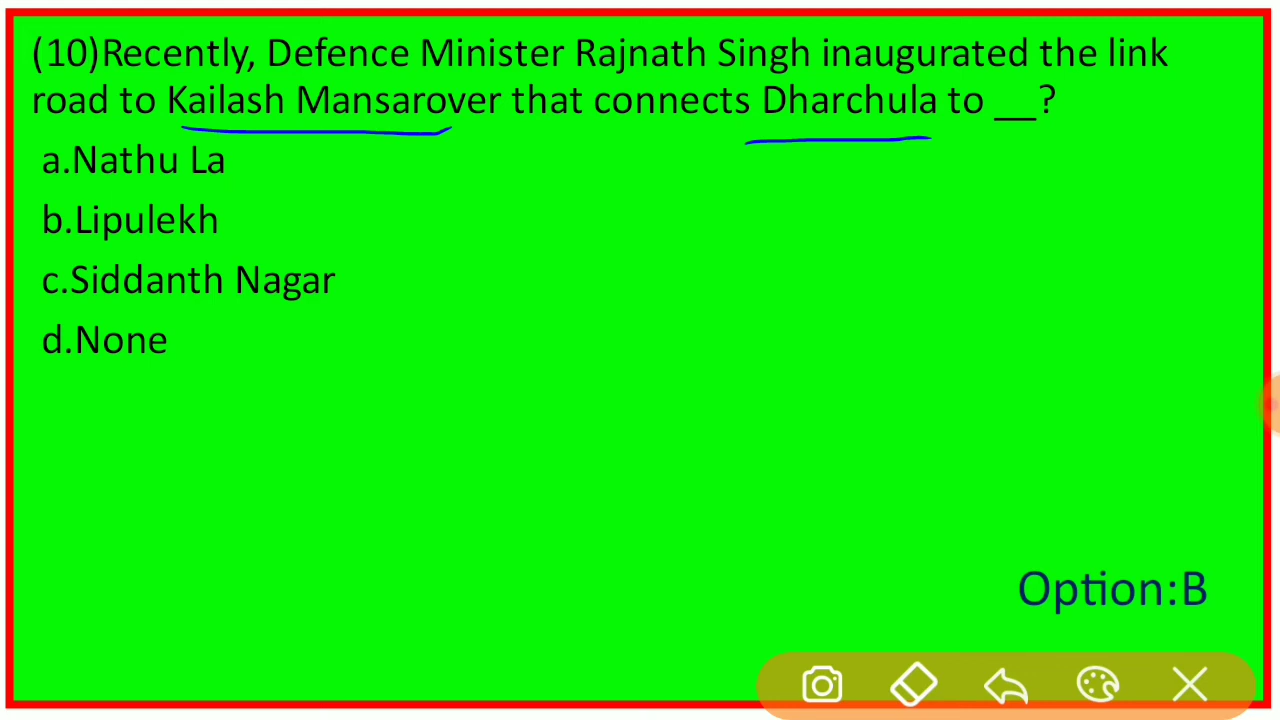 (10)Recently, Defence Minister Rajnath Singh inaugurated the link
road to Kailash Mansarover that connects Dharchula to __?
a.Nathu La
b.Lipulekh
c.Siddanth Nagar
d.None
Option:B